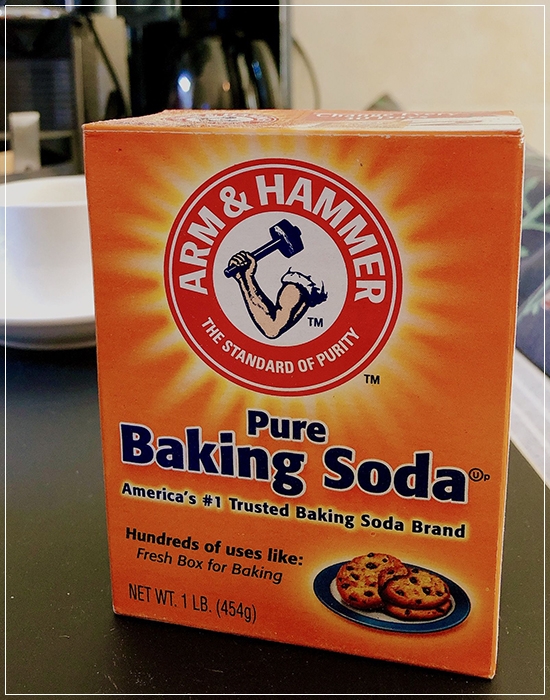 ARM & HAMMER
THE STANDARD OF PURITY
TM
TM
Pure
Baking Soda ⓊP
America's #1 Trusted Baking Soda Brand
Hundreds of uses like:
Fresh Box for Baking
NET WT. 1 LB. (454g)